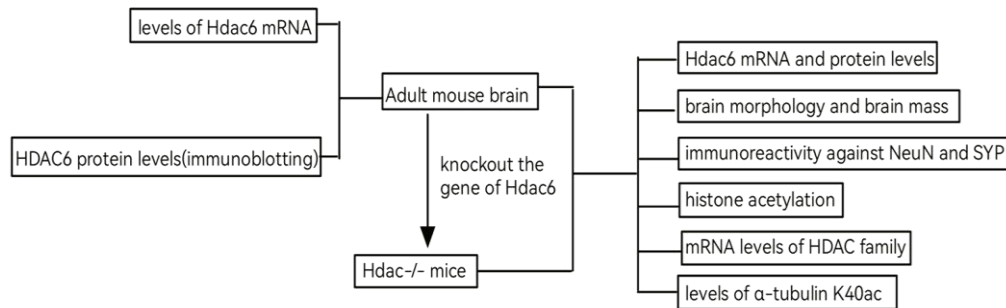 levels of Hdac6 mRNA
HDAC6 protein levels(immunoblotting)
Adult mouse brain
knockout the
gene of Hdac6
Hdac-/- mice
Hdac6 mRNA and protein levels
brain morphology and brain mass
immunoreactivity against NeuN and SYP
histone acetylation
mRNA levels of HDAC family
levels of α-tubulin K40ac